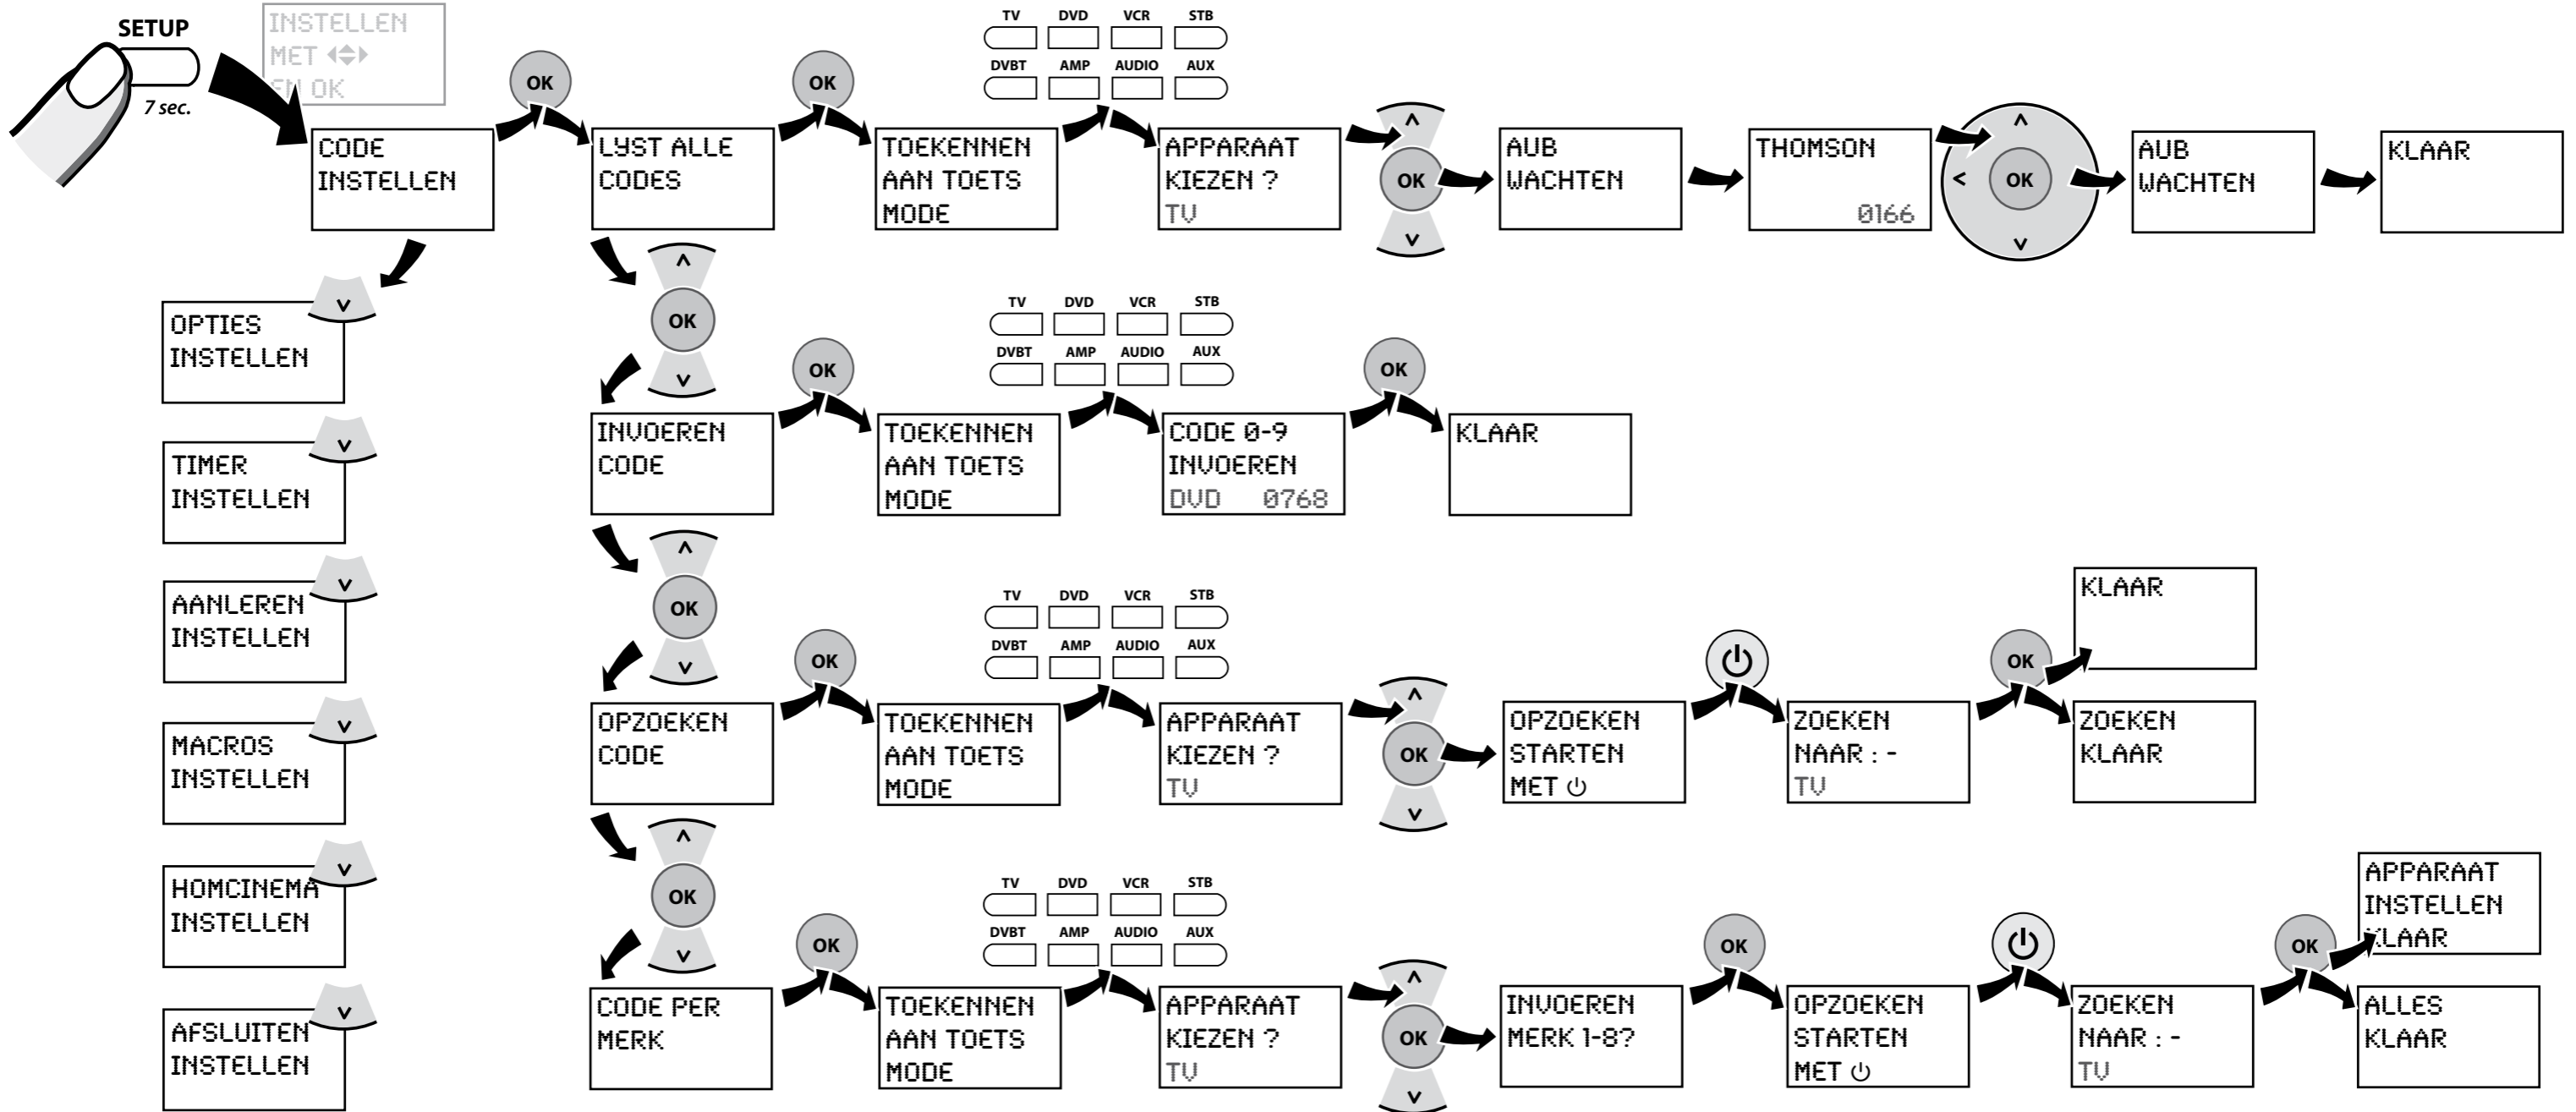 SETUP
7 sec.
INSTELLEN
MET
EN OK
CODE
INSTELLEN
OK
LYST ALLE
CODES
OK
TOEKENNEN
AAN TOETS
MODE
TV DVD VCR STB
DVBT AMP AUDIO AUX
APPARAAT
KIEZEN ?
TV
OK
AUB
WACHTEN
THOMSON
0166
OK
AUB
WACHTEN
KLAAR
OPTIES
INSTELLEN
TIMER
INSTELLEN
AANLEREN
INSTELLEN
MACROS
INSTELLEN
HOMCINEMA
INSTELLEN
AFSLUITEN
INSTELLEN
OK
INVOEREN
CODE
OK
TOEKENNEN
AAN TOETS
MODE
TV DVD VCR STB
DVBT AMP AUDIO AUX
CODE 0-9
INVOEREN
DVD 0768
OK
KLAAR
OK
OPZOEKEN
CODE
OK
TOEKENNEN
AAN TOETS
MODE
TV DVD VCR STB
DVBT AMP AUDIO AUX
APPARAAT
KIEZEN ?
TV
OK
OPZOEKEN
STARTEN
MET ⏻
ZOEKEN
NAAR : -
TV
OK
KLAAR
ZOEKEN
KLAAR
OK
CODE PER
MERK
OK
TOEKENNEN
AAN TOETS
MODE
TV DVD VCR STB
DVBT AMP AUDIO AUX
APPARAAT
KIEZEN ?
TV
OK
INVOEREN
MERK 1-8?
OK
OPZOEKEN
STARTEN
MET ⏻
ZOEKEN
NAAR : -
TV
OK
APPARAAT
INSTELLEN
KLAAR
ALLES
KLAAR